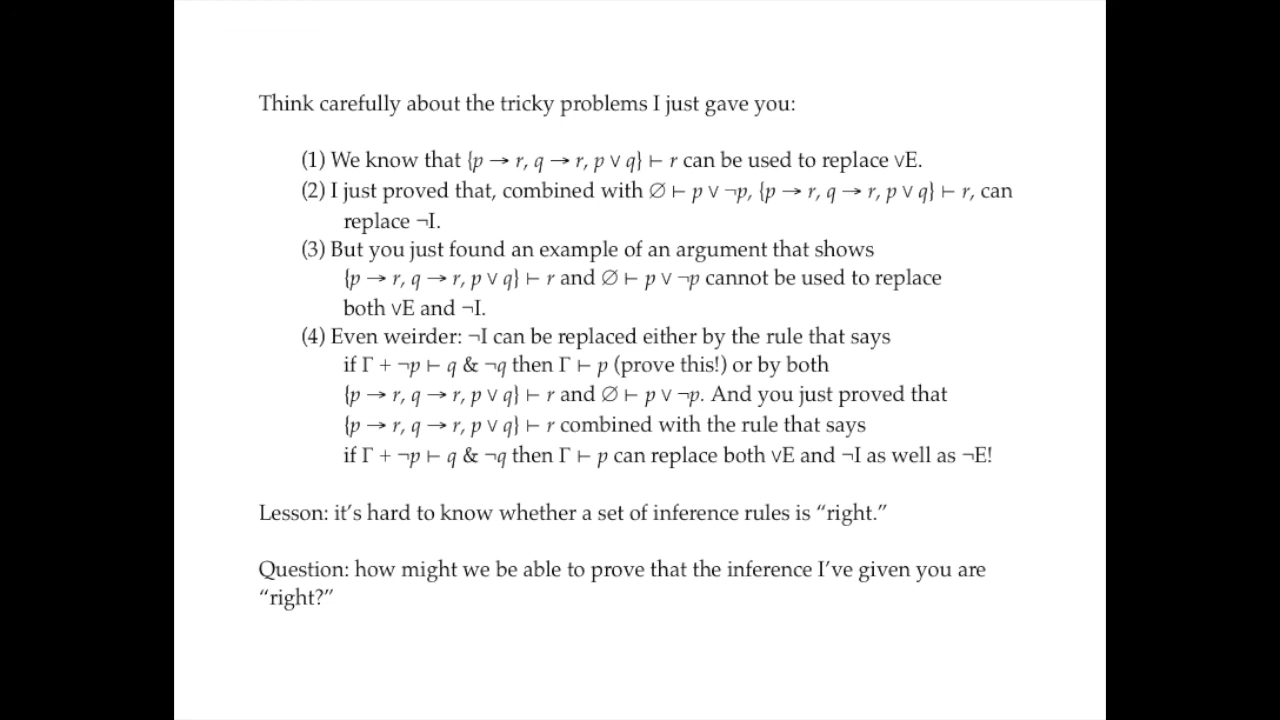 Think carefully about the tricky problems I just gave you:
(1) We know that {p → r, q → r, p ∨ q} ⊢ r can be used to replace ∨E.
(2) I just proved that, combined with ∅ ⊢ p ∨ ¬p, {p → r, q → r, p ∨ q} ⊢ r, can
replace ¬I.
(3) But you just found an example of an argument that shows
{p → r, q → r, p ∨ q} ⊢ r and ∅ ⊢ p ∨ ¬p cannot be used to replace
both ∨E and ¬I.
(4) Even weirder: ¬I can be replaced either by the rule that says
if Γ + ¬p ⊢ q & ¬q then Γ ⊢ p (prove this!) or by both
{p → r, q → r, p ∨ q} ⊢ r and ∅ ⊢ p ∨ ¬p. And you just proved that
{p → r, q → r, p ∨ q} ⊢ r combined with the rule that says
if Γ + ¬p ⊢ q & ¬q then Γ ⊢ p can replace both ∨E and ¬I as well as ¬E!
Lesson: it's hard to know whether a set of inference rules is “right.”
Question: how might we be able to prove that the inference I've given you are
“right?”